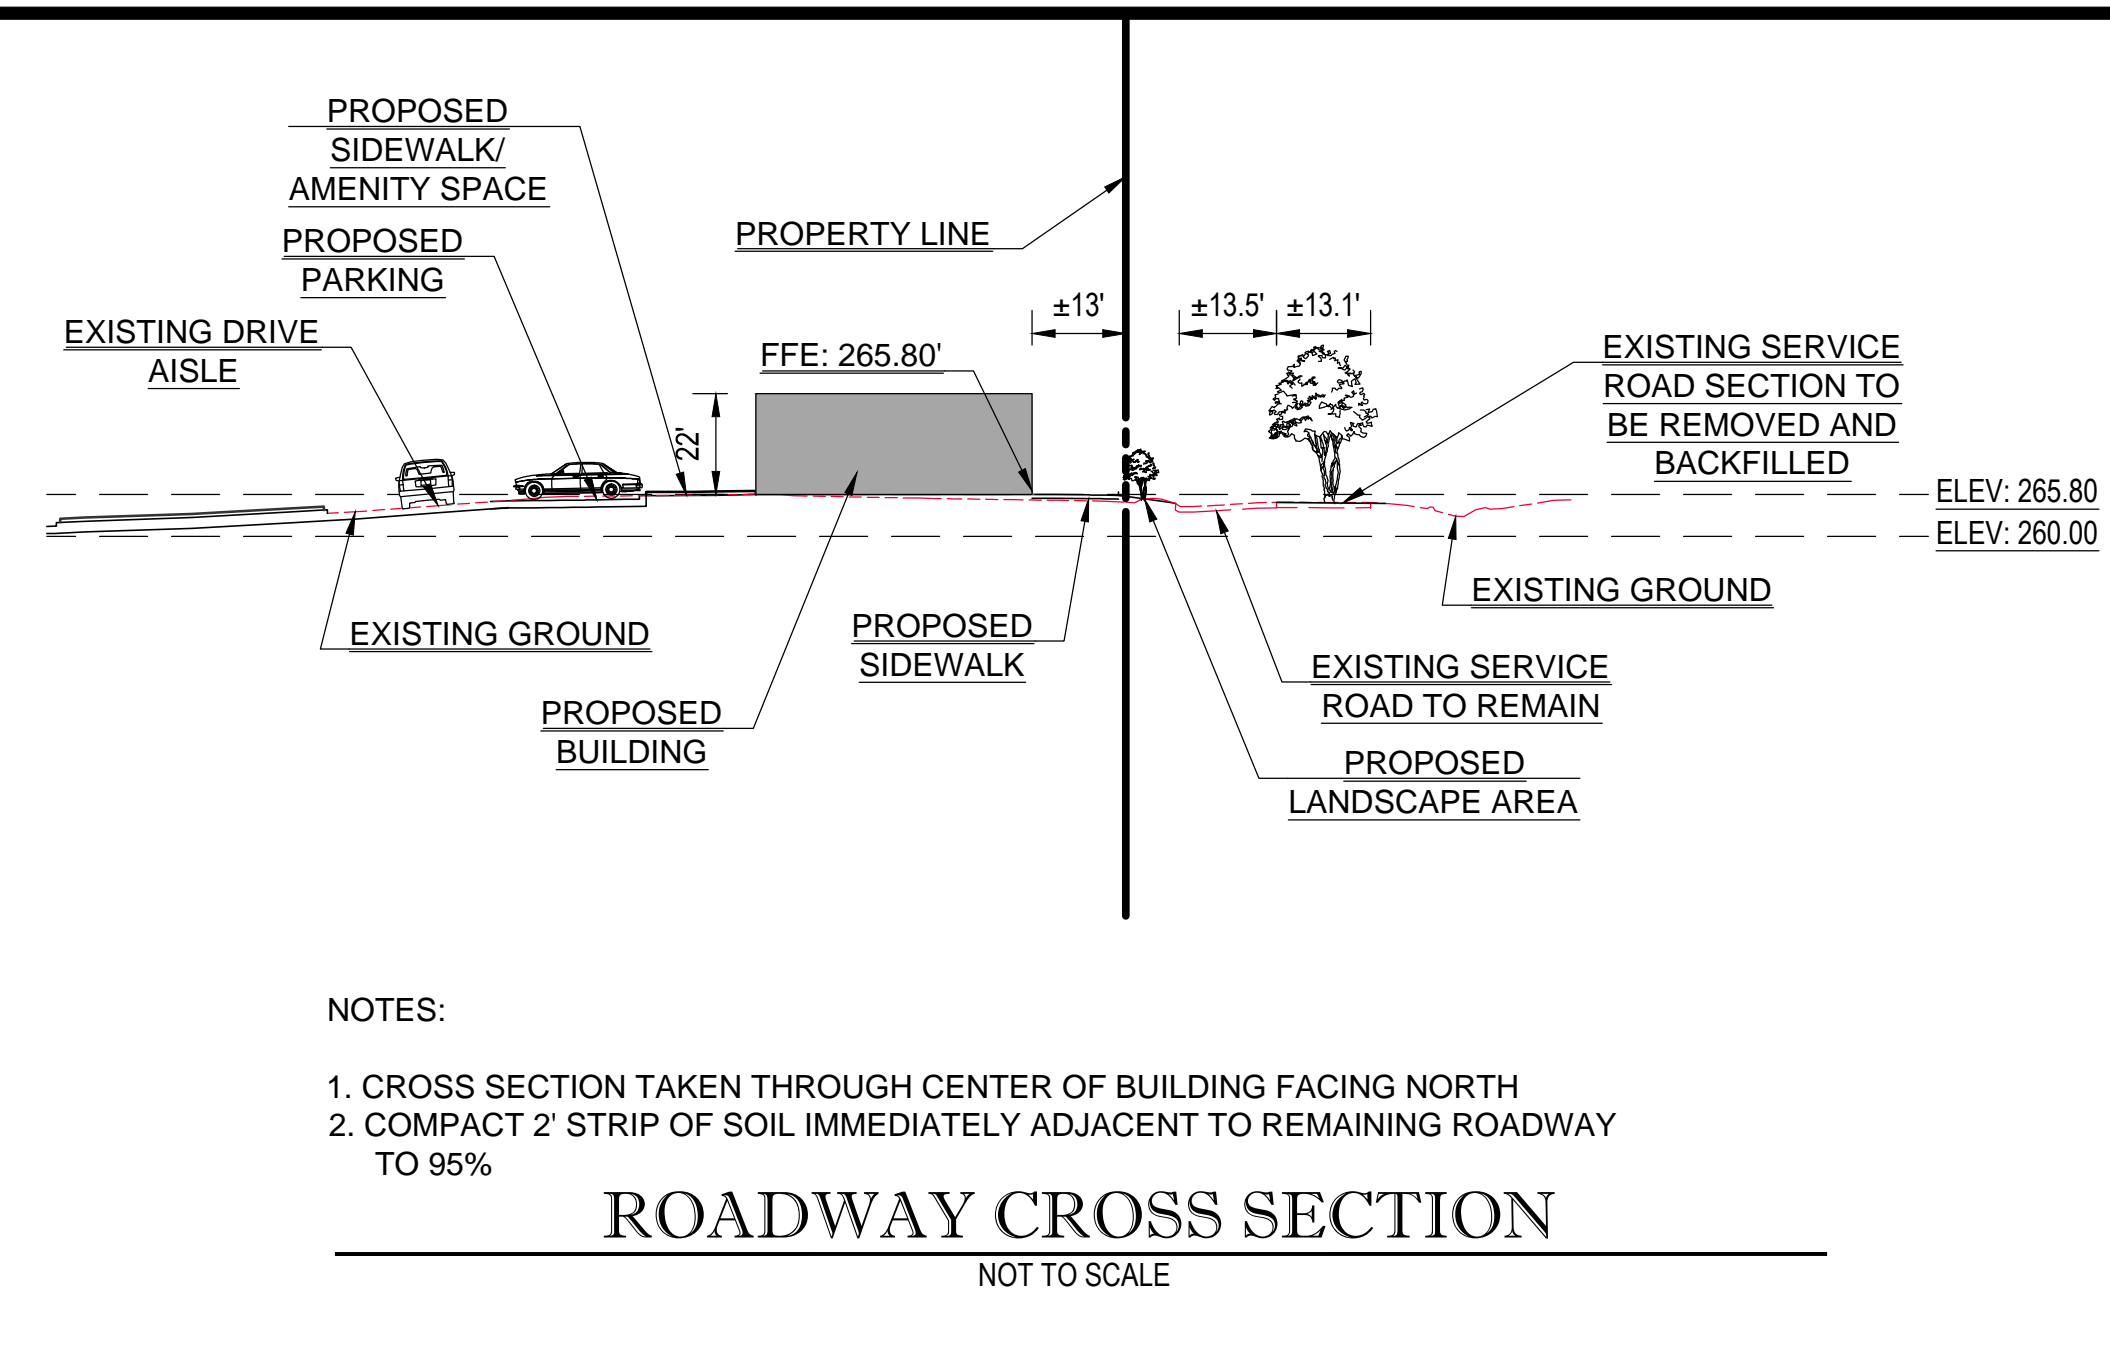 PROPOSED
SIDEWALK/
AMENITY SPACE
PROPOSED
PARKING
PROPERTY LINE
±13'
±13.5'
±13.1'
EXISTING DRIVE
AISLE
FFE: 265.80'
EXISTING SERVICE
ROAD SECTION TO
BE REMOVED AND
BACKFILLED
22'
ELEV: 265.80
ELEV: 260.00
EXISTING GROUND
EXISTING GROUND
PROPOSED
SIDEWALK
EXISTING SERVICE
ROAD TO REMAIN
PROPOSED
BUILDING
PROPOSED
LANDSCAPE AREA
NOTES:
1. CROSS SECTION TAKEN THROUGH CENTER OF BUILDING FACING NORTH
2. COMPACT 2' STRIP OF SOIL IMMEDIATELY ADJACENT TO REMAINING ROADWAY
TO 95%
ROADWAY CROSS SECTION
NOT TO SCALE